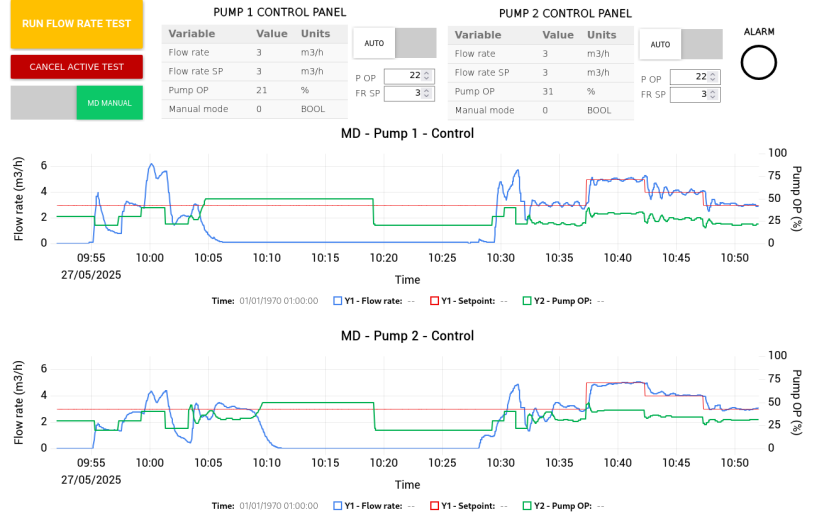 RUN FLOW RATE TEST
CANCEL ACTIVE TEST
MD MANUAL
PUMP 1 CONTROL PANEL
Variable Value Units
Flow rate 3 m3/h
Flow rate SP 3 m3/h
Pump OP 21 %
Manual mode 0 BOOL
AUTO
P OP 22
FR SP 3
PUMP 2 CONTROL PANEL
Variable Value Units
Flow rate 3 m3/h
Flow rate SP 3 m3/h
Pump OP 31 %
Manual mode 0 BOOL
AUTO
P OP 22
FR SP 3
ALARM
MD - Pump 1 - Control
Flow rate (m3/h)
6
4
2
0
100
75
50
25
0
Pump OP (%)
09:55 10:00 10:05 10:10 10:15 10:20 10:25 10:30 10:35 10:40 10:45 10:50
27/05/2025
Time
Time: 01/01/1970 01:00:00 Y1 - Flow rate: -- Y1 - Setpoint: -- Y2 - Pump OP: --
MD - Pump 2 - Control
Flow rate (m3/h)
6
4
2
0
100
75
50
25
0
Pump OP (%)
09:55 10:00 10:05 10:10 10:15 10:20 10:25 10:30 10:35 10:40 10:45 10:50
27/05/2025
Time
Time: 01/01/1970 01:00:00 Y1 - Flow rate: -- Y1 - Setpoint: -- Y2 - Pump OP: --